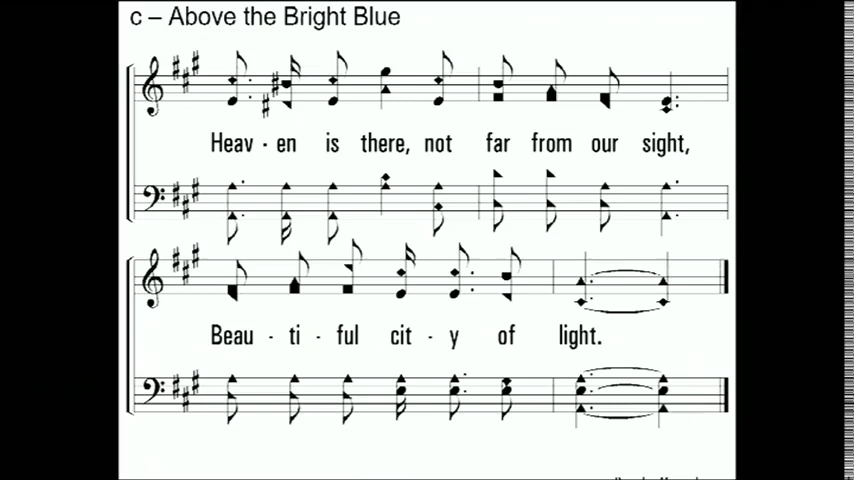 c – Above the Bright Blue
Heav - en is there, not far from our sight,
Beau - ti - ful cit - y of light.